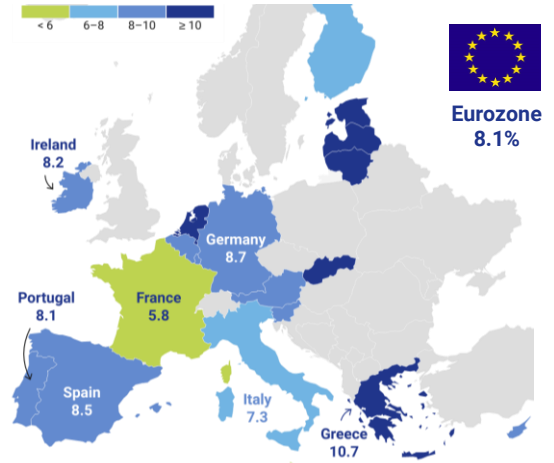 < 6
6–8
8–10
≥ 10
Eurozone
8.1%
Ireland
8.2
Germany
8.7
Portugal
8.1
France
5.8
Spain
8.5
Italy
7.3
Greece
10.7